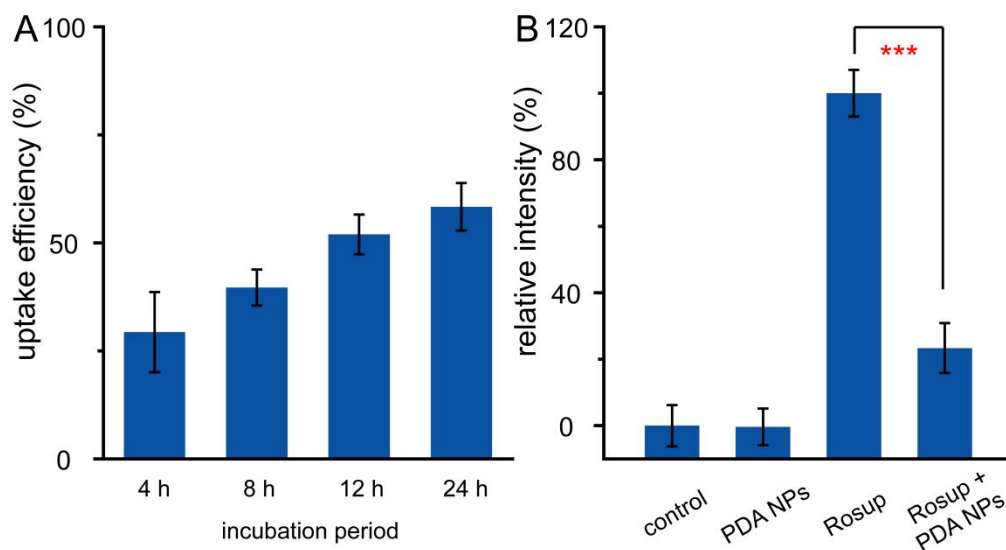 A
uptake efficiency (%)
100
50
0
4 h 8 h 12 h 24 h
incubation period
B
relative intensity (%)
120
80
40
0
***
control
PDA NPs
Rosup
Rosup +
PDA NPs